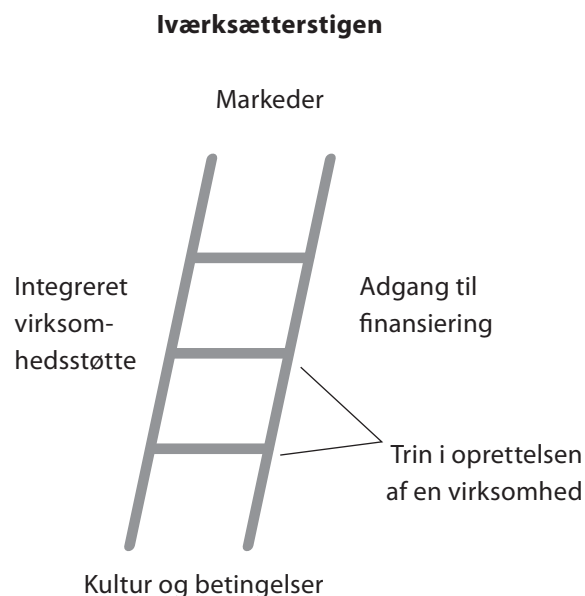 Iværksætterstigen
Markeder
Integreret
virksom-
hedsstøtte
Adgang til
finansiering
Trin i oprettelsen
af en virksomhed
Kultur og betingelser